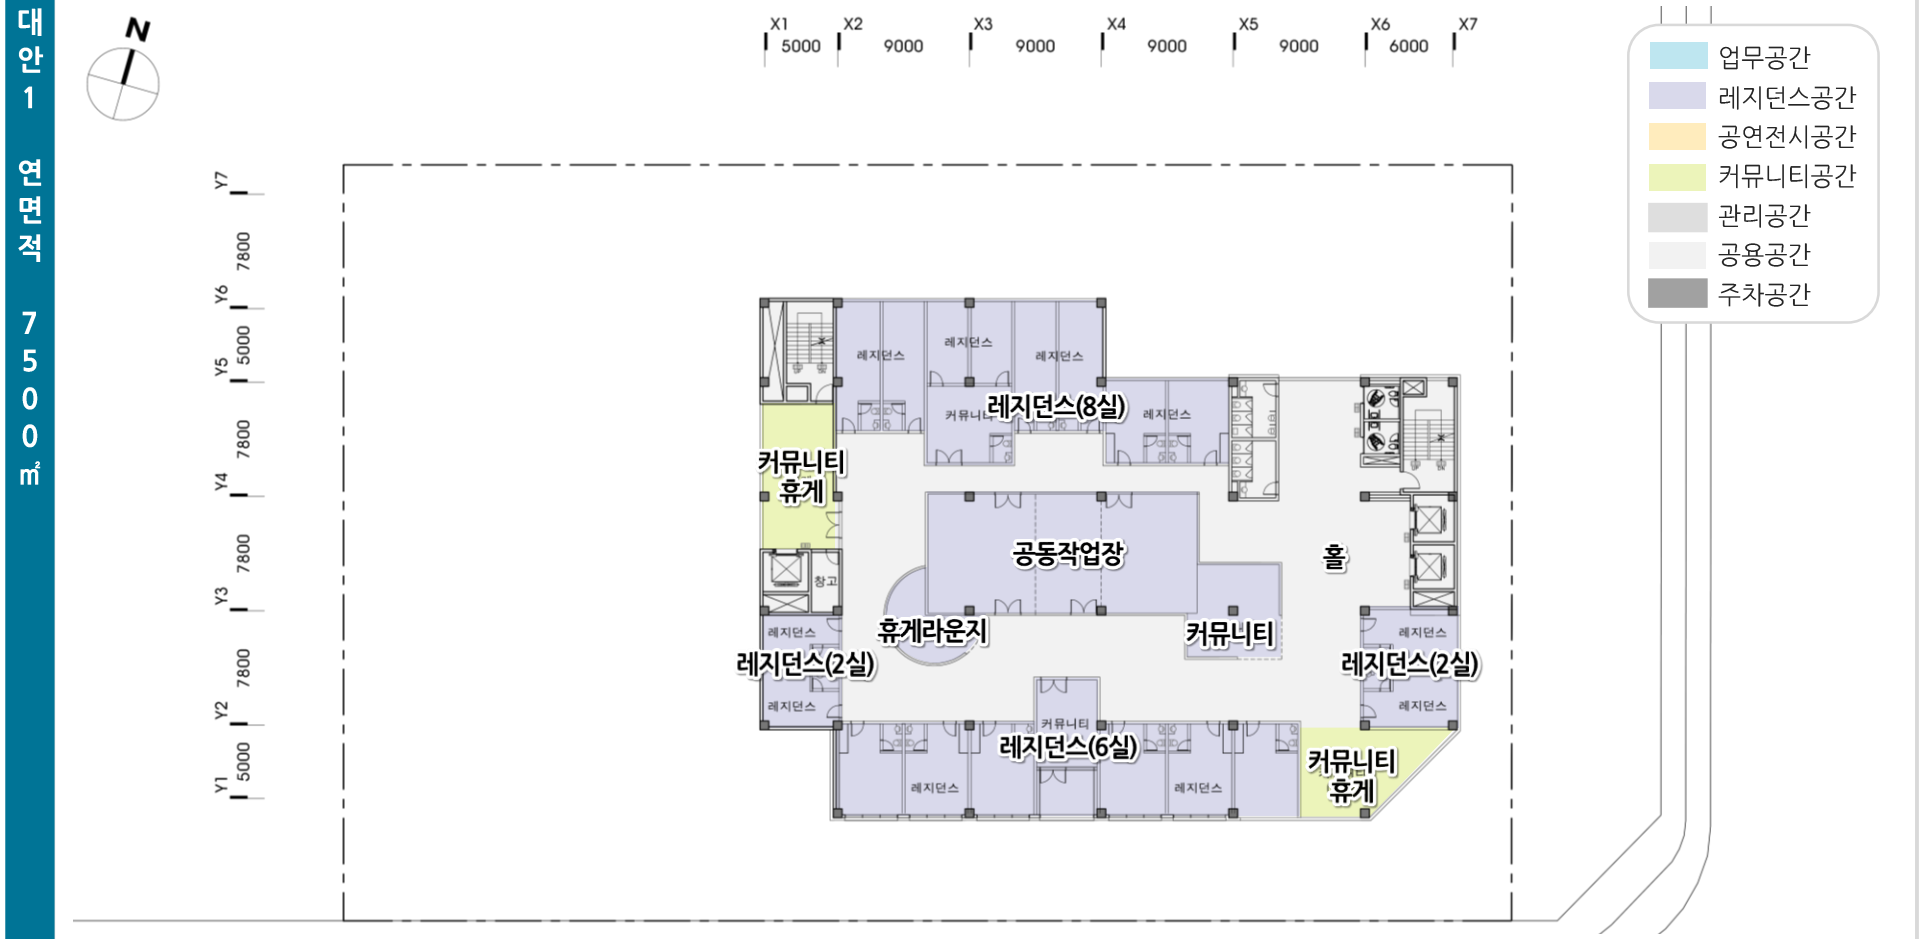 대안1 연면적 7500㎡
N
X1 X2 X3 X4 X5 X6 X7
5000 9000 9000 9000 9000 6000
업무공간
레지던스공간
공연전시공간
커뮤니티공간
관리공간
공용공간
주차공간
Y7
7800
Y6
5000
Y5
7800
Y4
7800
Y3
7800
Y2
5000
Y1
레지던스
레지던스
레지던스
커뮤니티
레지던스(8실)
레지던스
커뮤니티
휴게
공동작업장
홀
창고
휴게라운지
커뮤니티
레지던스
레지던스(2실)
레지던스
레지던스
레지던스(2실)
레지던스
커뮤니티
레지던스(6실)
레지던스
레지던스
커뮤니티
휴게